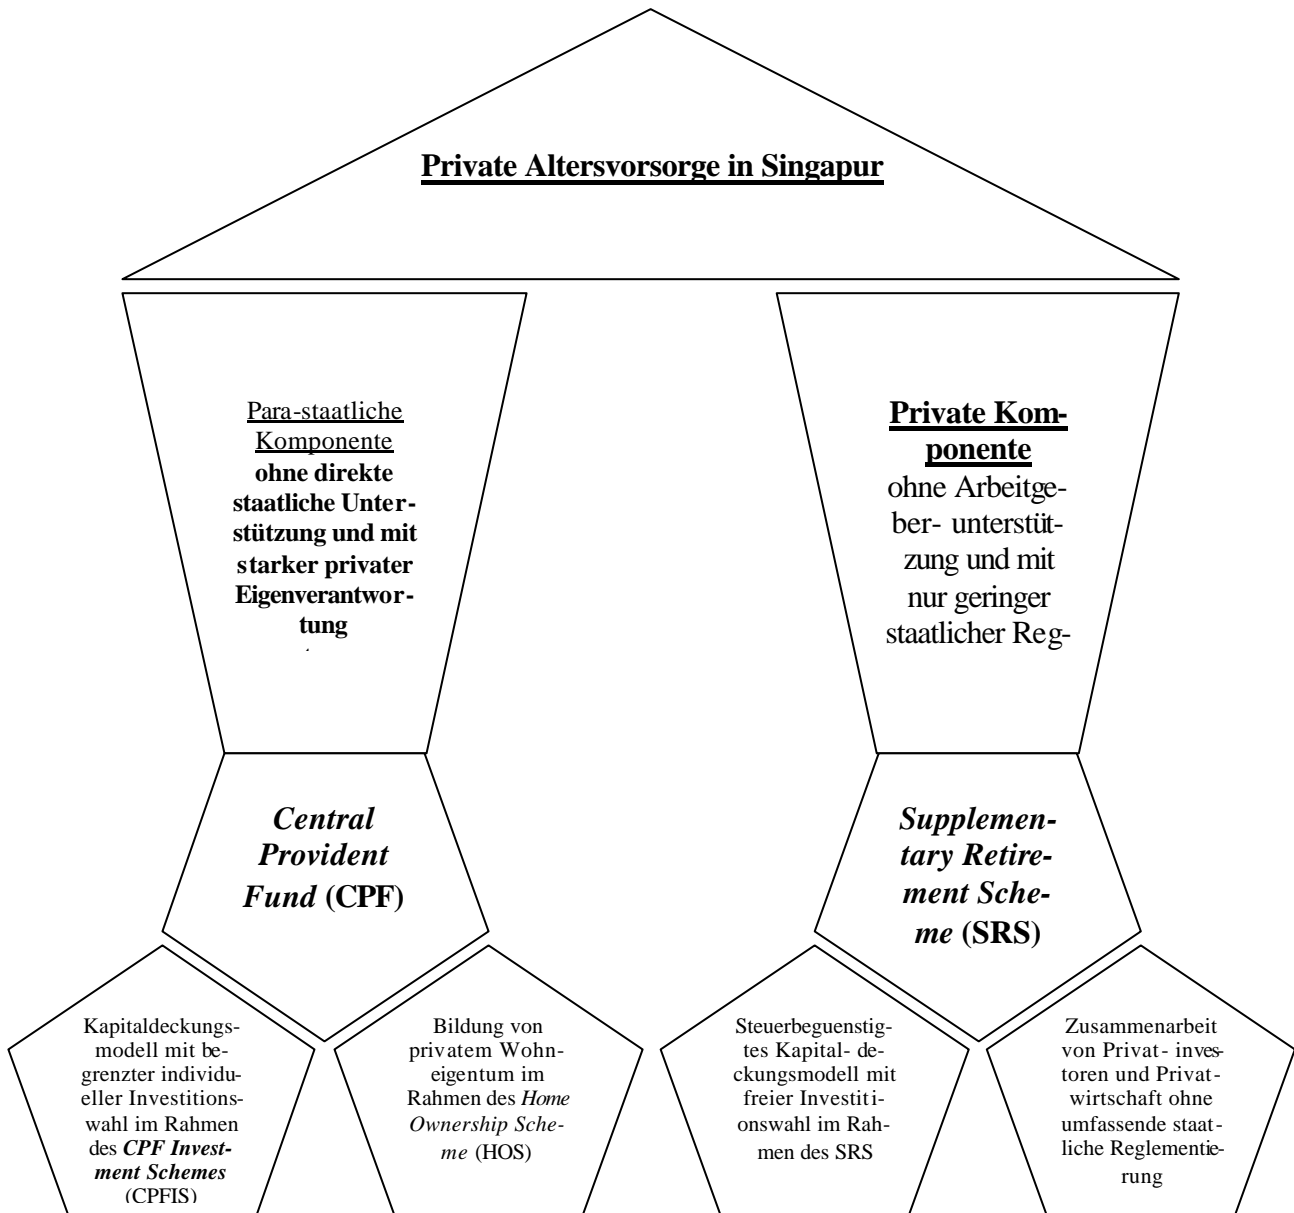 Private Altersvorsorge in Singapur
Para-staatliche
Komponente
ohne direkte
staatliche Unter-
stützung und mit
starker privater
Eigenverantwor-
tung
Private Kom-
ponente
ohne Arbeitge-
ber- unterstüt-
zung und mit
nur geringer
staatlicher Reg-
Central
Provident
Fund (CPF)
Supplemen-
tary Retire-
ment Sche-
me (SRS)
Kapitaldeckungs-
modell mit be-
grenzter individu-
eller Investitions-
wahl im Rahmen
des CPF Invest-
ment Schemes
(CPFIS)
Bildung von
privatem Wohn-
eigentum im
Rahmen des Home
Ownership Sche-
me (HOS)
Steuerbeguenstig-
tes Kapital- de-
ckungsmodell mit
freier Investiti-
onswahl im Rah-
men des SRS
Zusammenarbeit
von Privat- inves-
toren und Privat-
wirtschaft ohne
umfassende staat-
liche Reglementie-
rung